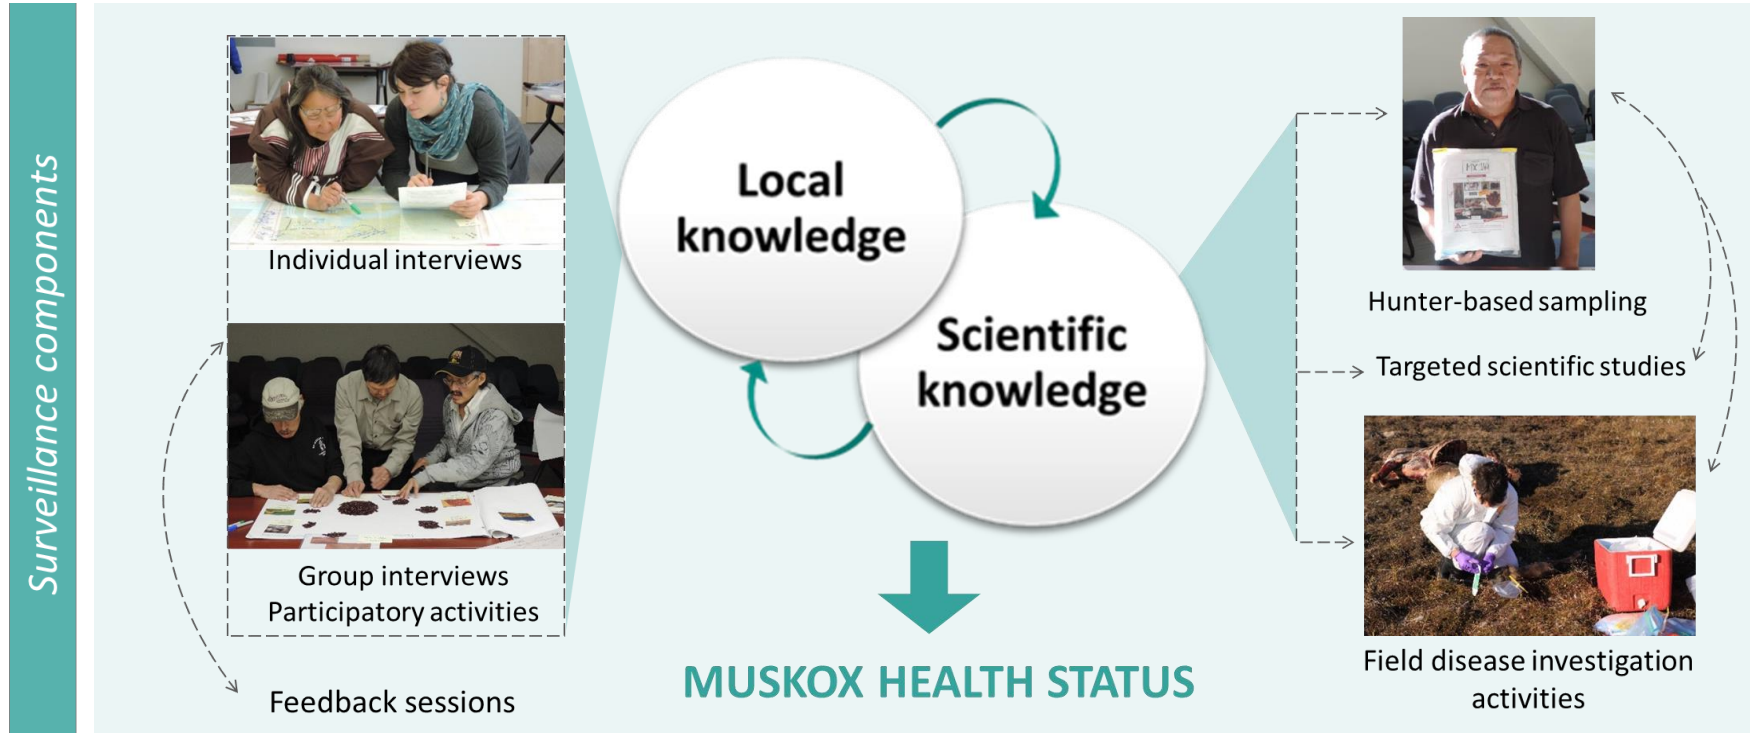 Surveillance components
Individual interviews
Group interviews
Participatory activities
Feedback sessions
Local
knowledge
Scientific
knowledge
MUSKOX HEALTH STATUS
Hunter-based sampling
Targeted scientific studies
Field disease investigation
activities